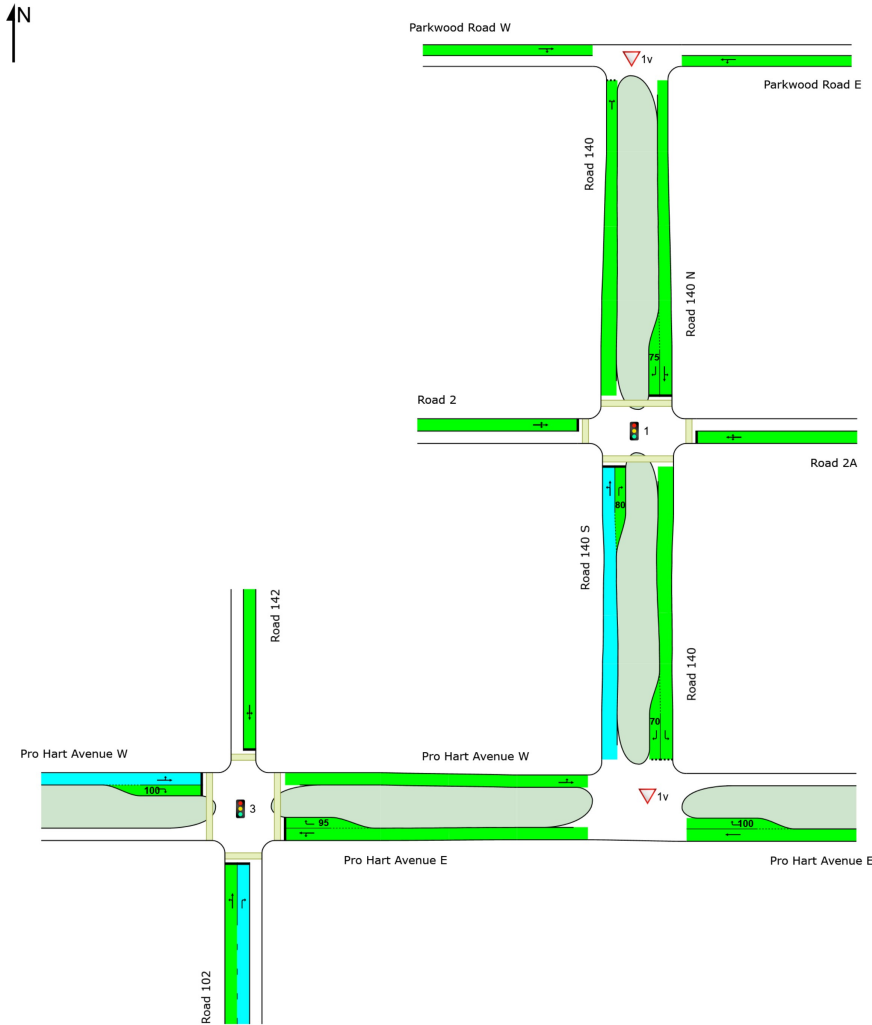 N
Parkwood Road W
1v
Parkwood Road E
Road 140
Road 140 N
75
Road 2
1
Road 2A
80
Road 140 S
Road 142
Road 140
70
Pro Hart Avenue W
Pro Hart Avenue W
100
3
1v
95
100
Pro Hart Avenue E
Pro Hart Avenue E
Road 102